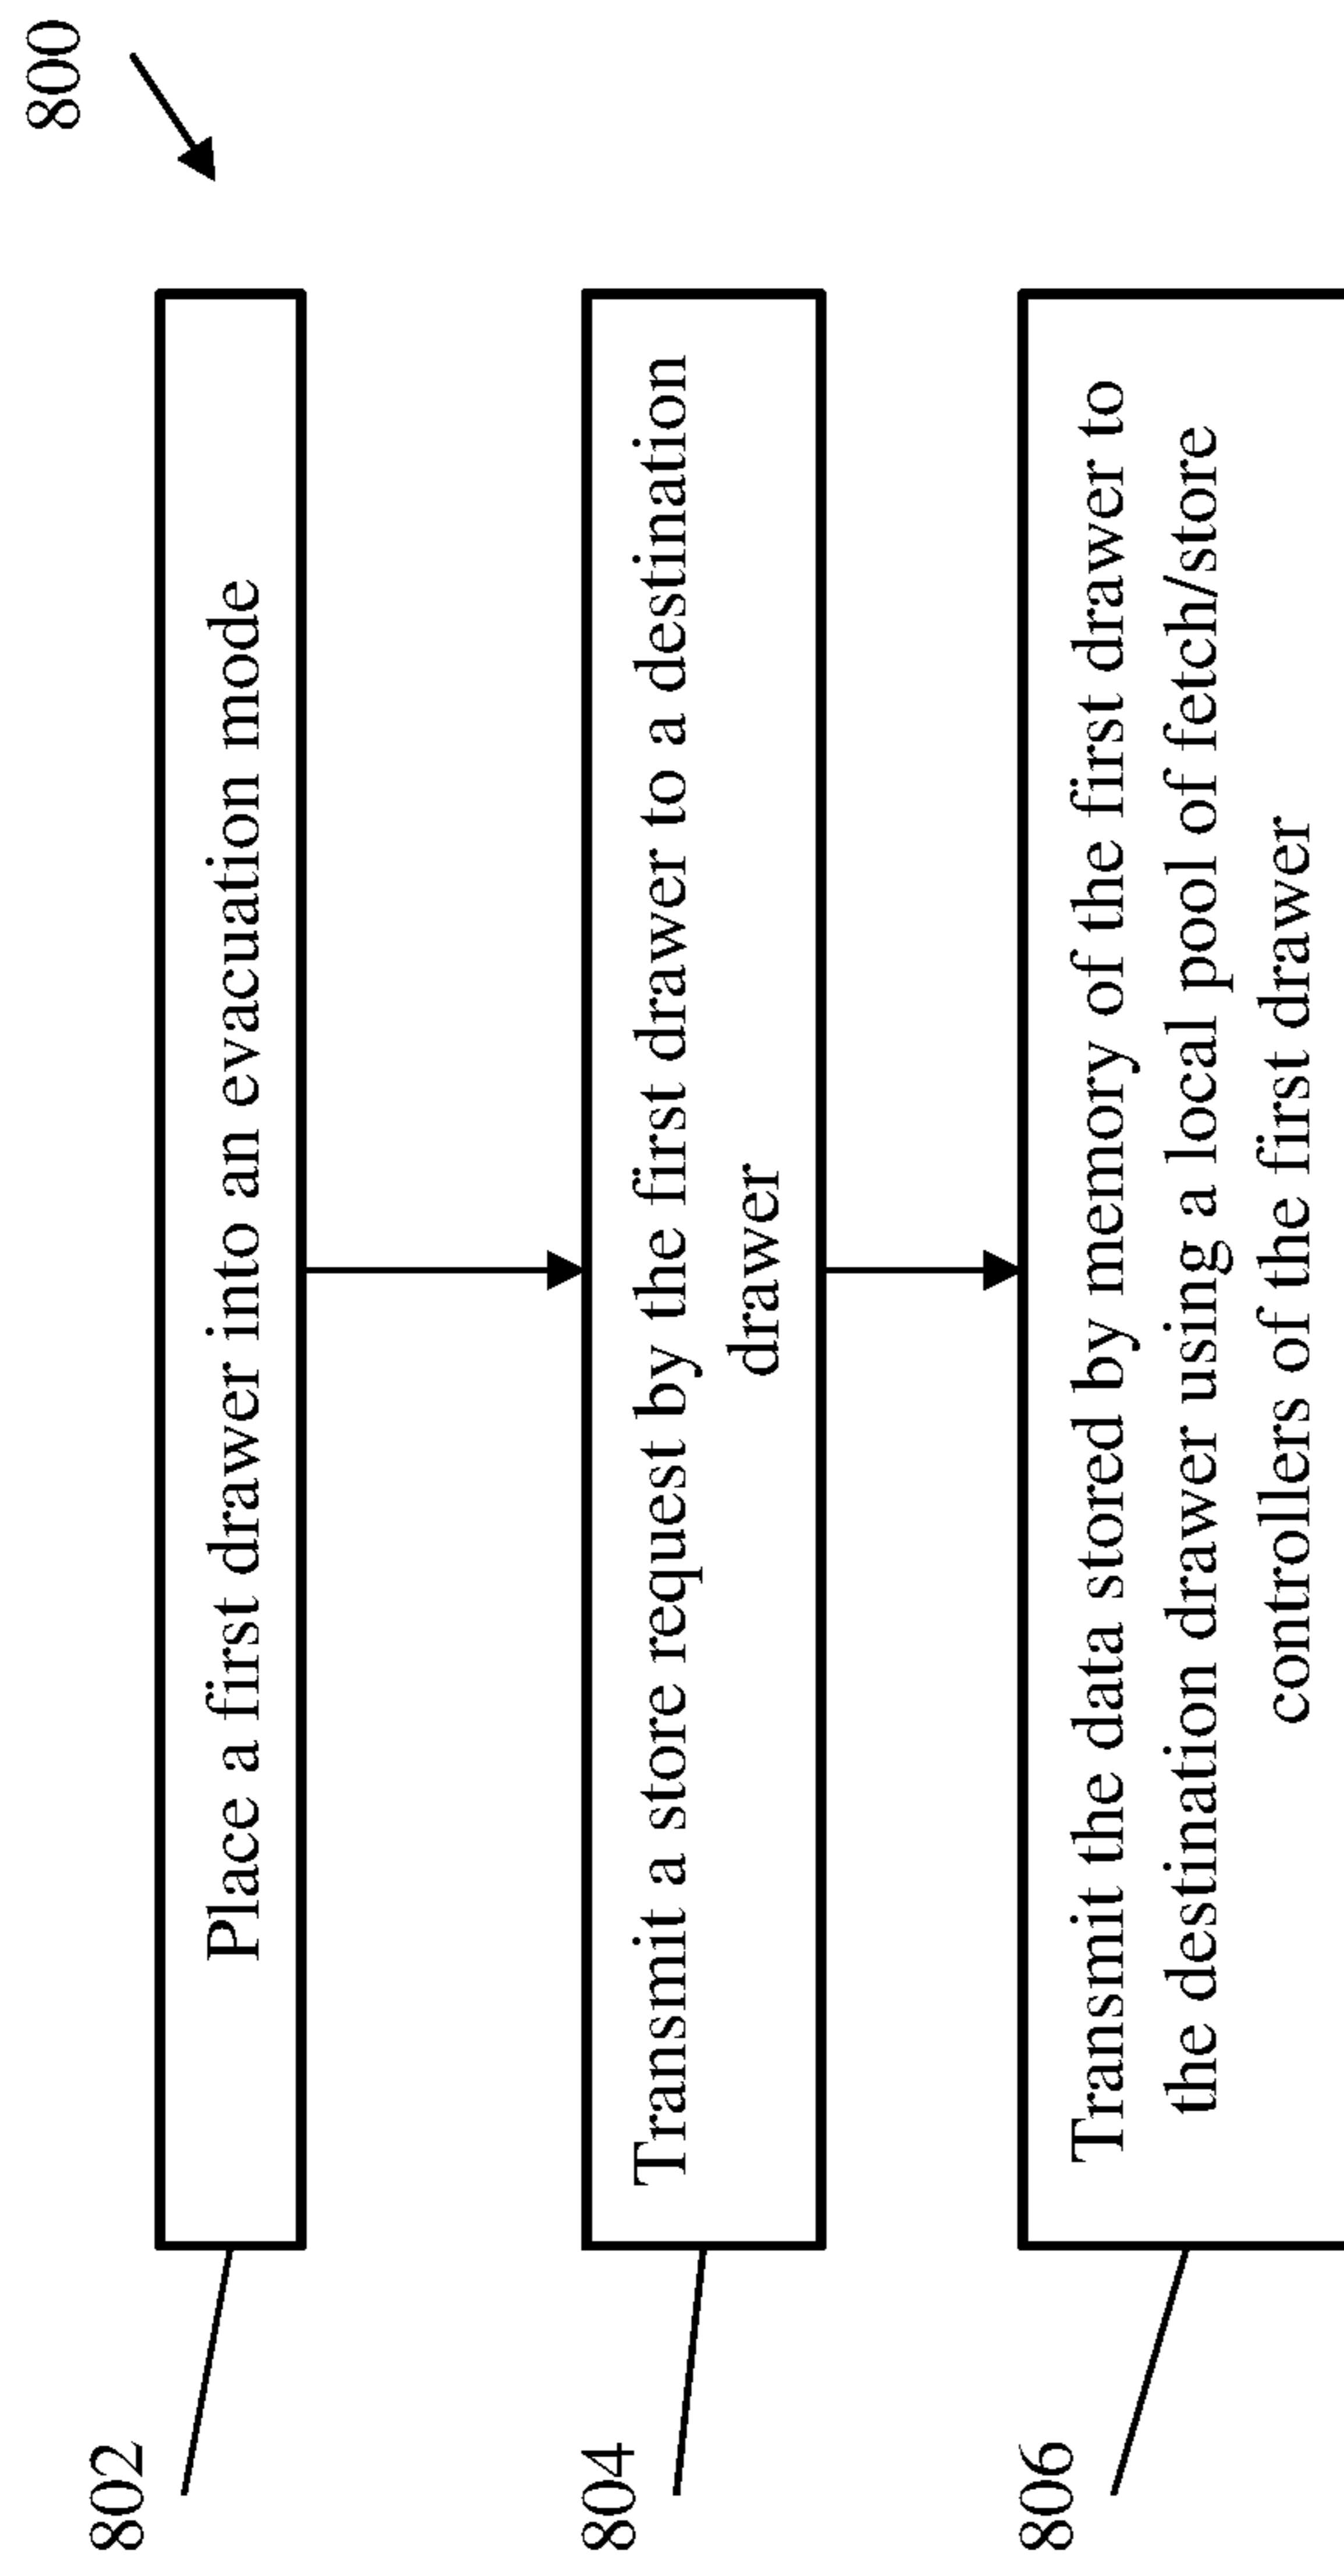 800
802
Place a first drawer into an evacuation mode
804
Transmit a store request by the first drawer to a destination
drawer
806
Transmit the data stored by memory of the first drawer to
the destination drawer using a local pool of fetch/store
controllers of the first drawer